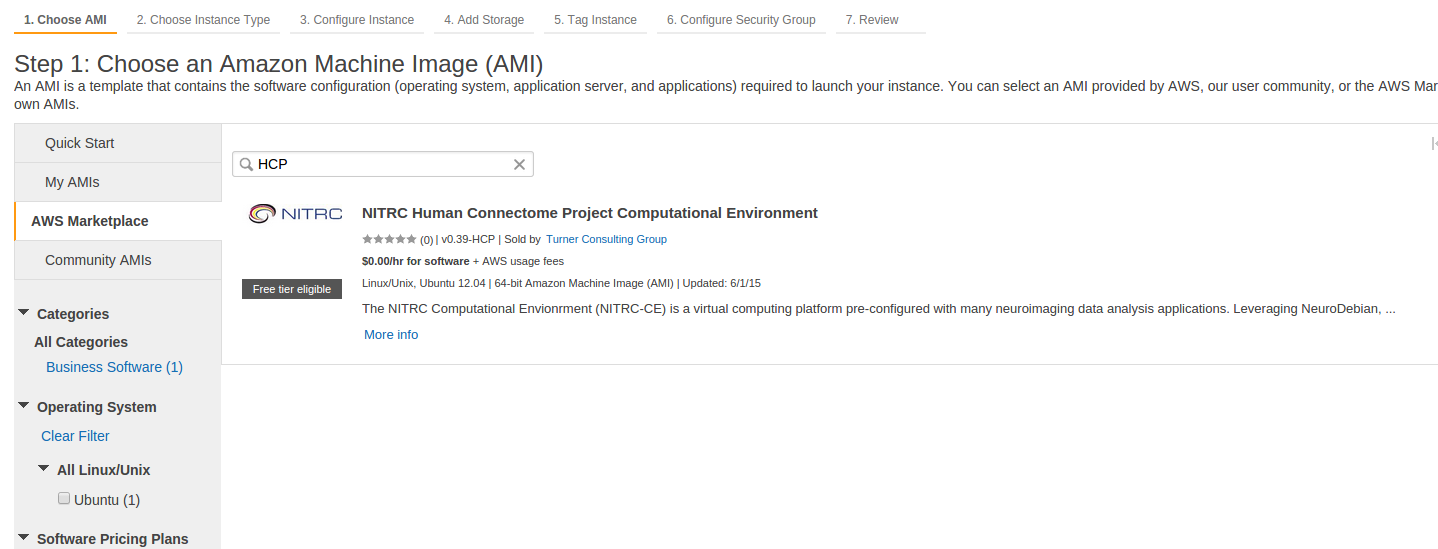 1. Choose AMI 2. Choose Instance Type 3. Configure Instance 4. Add Storage 5. Tag Instance 6. Configure Security Group 7. Review
Step 1: Choose an Amazon Machine Image (AMI)
An AMI is a template that contains the software configuration (operating system, application server, and applications) required to launch your instance. You can select an AMI provided by AWS, our user community, or the AWS Mar
own AMIs.
Quick Start
My AMIs
AWS Marketplace
Community AMIs
Categories
All Categories
Business Software (1)
Operating System
Clear Filter
All Linux/Unix
Ubuntu (1)
Software Pricing Plans
HCP
NITRC
Free tier eligible
NITRC Human Connectome Project Computational Environment
(0) | v0.39-HCP | Sold by Turner Consulting Group
$0.00/hr for software + AWS usage fees
Linux/Unix, Ubuntu 12.04 | 64-bit Amazon Machine Image (AMI) | Updated: 6/1/15
The NITRC Computational Envionrment (NITRC-CE) is a virtual computing platform pre-configured with many neuroimaging data analysis applications. Leveraging NeuroDebian, ...
More info